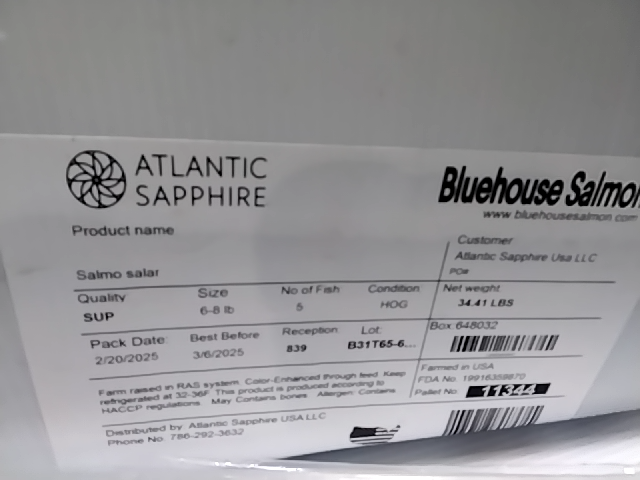 ATLANTIC
SAPPHIRE
Bluehouse Salmon
www.bluehousesalmon.com
Product name
Salmo salar
Customer
Atlantic Sapphire Usa LLC
PO#
Quality
SUP
Size
6-8 lb
No of Fish
5
Condition
HOG
Net weight
34.41 LBS
Pack Date:
2/20/2025
Best Before
3/6/2025
Reception:
839
Lot:
B31T65-6...
Box 648032
Farm raised in RAS system. Color-Enhanced through feed. Keep
refrigerated at 32-36F. This product is produced according to
HACCP regulations. May Contains bones. Allergen: Contains
Farmed in USA
FDA No. 19916358870
Pallet No. 11344
Distributed by: Atlantic Sapphire USA LLC
Phone No. 786-292-3632